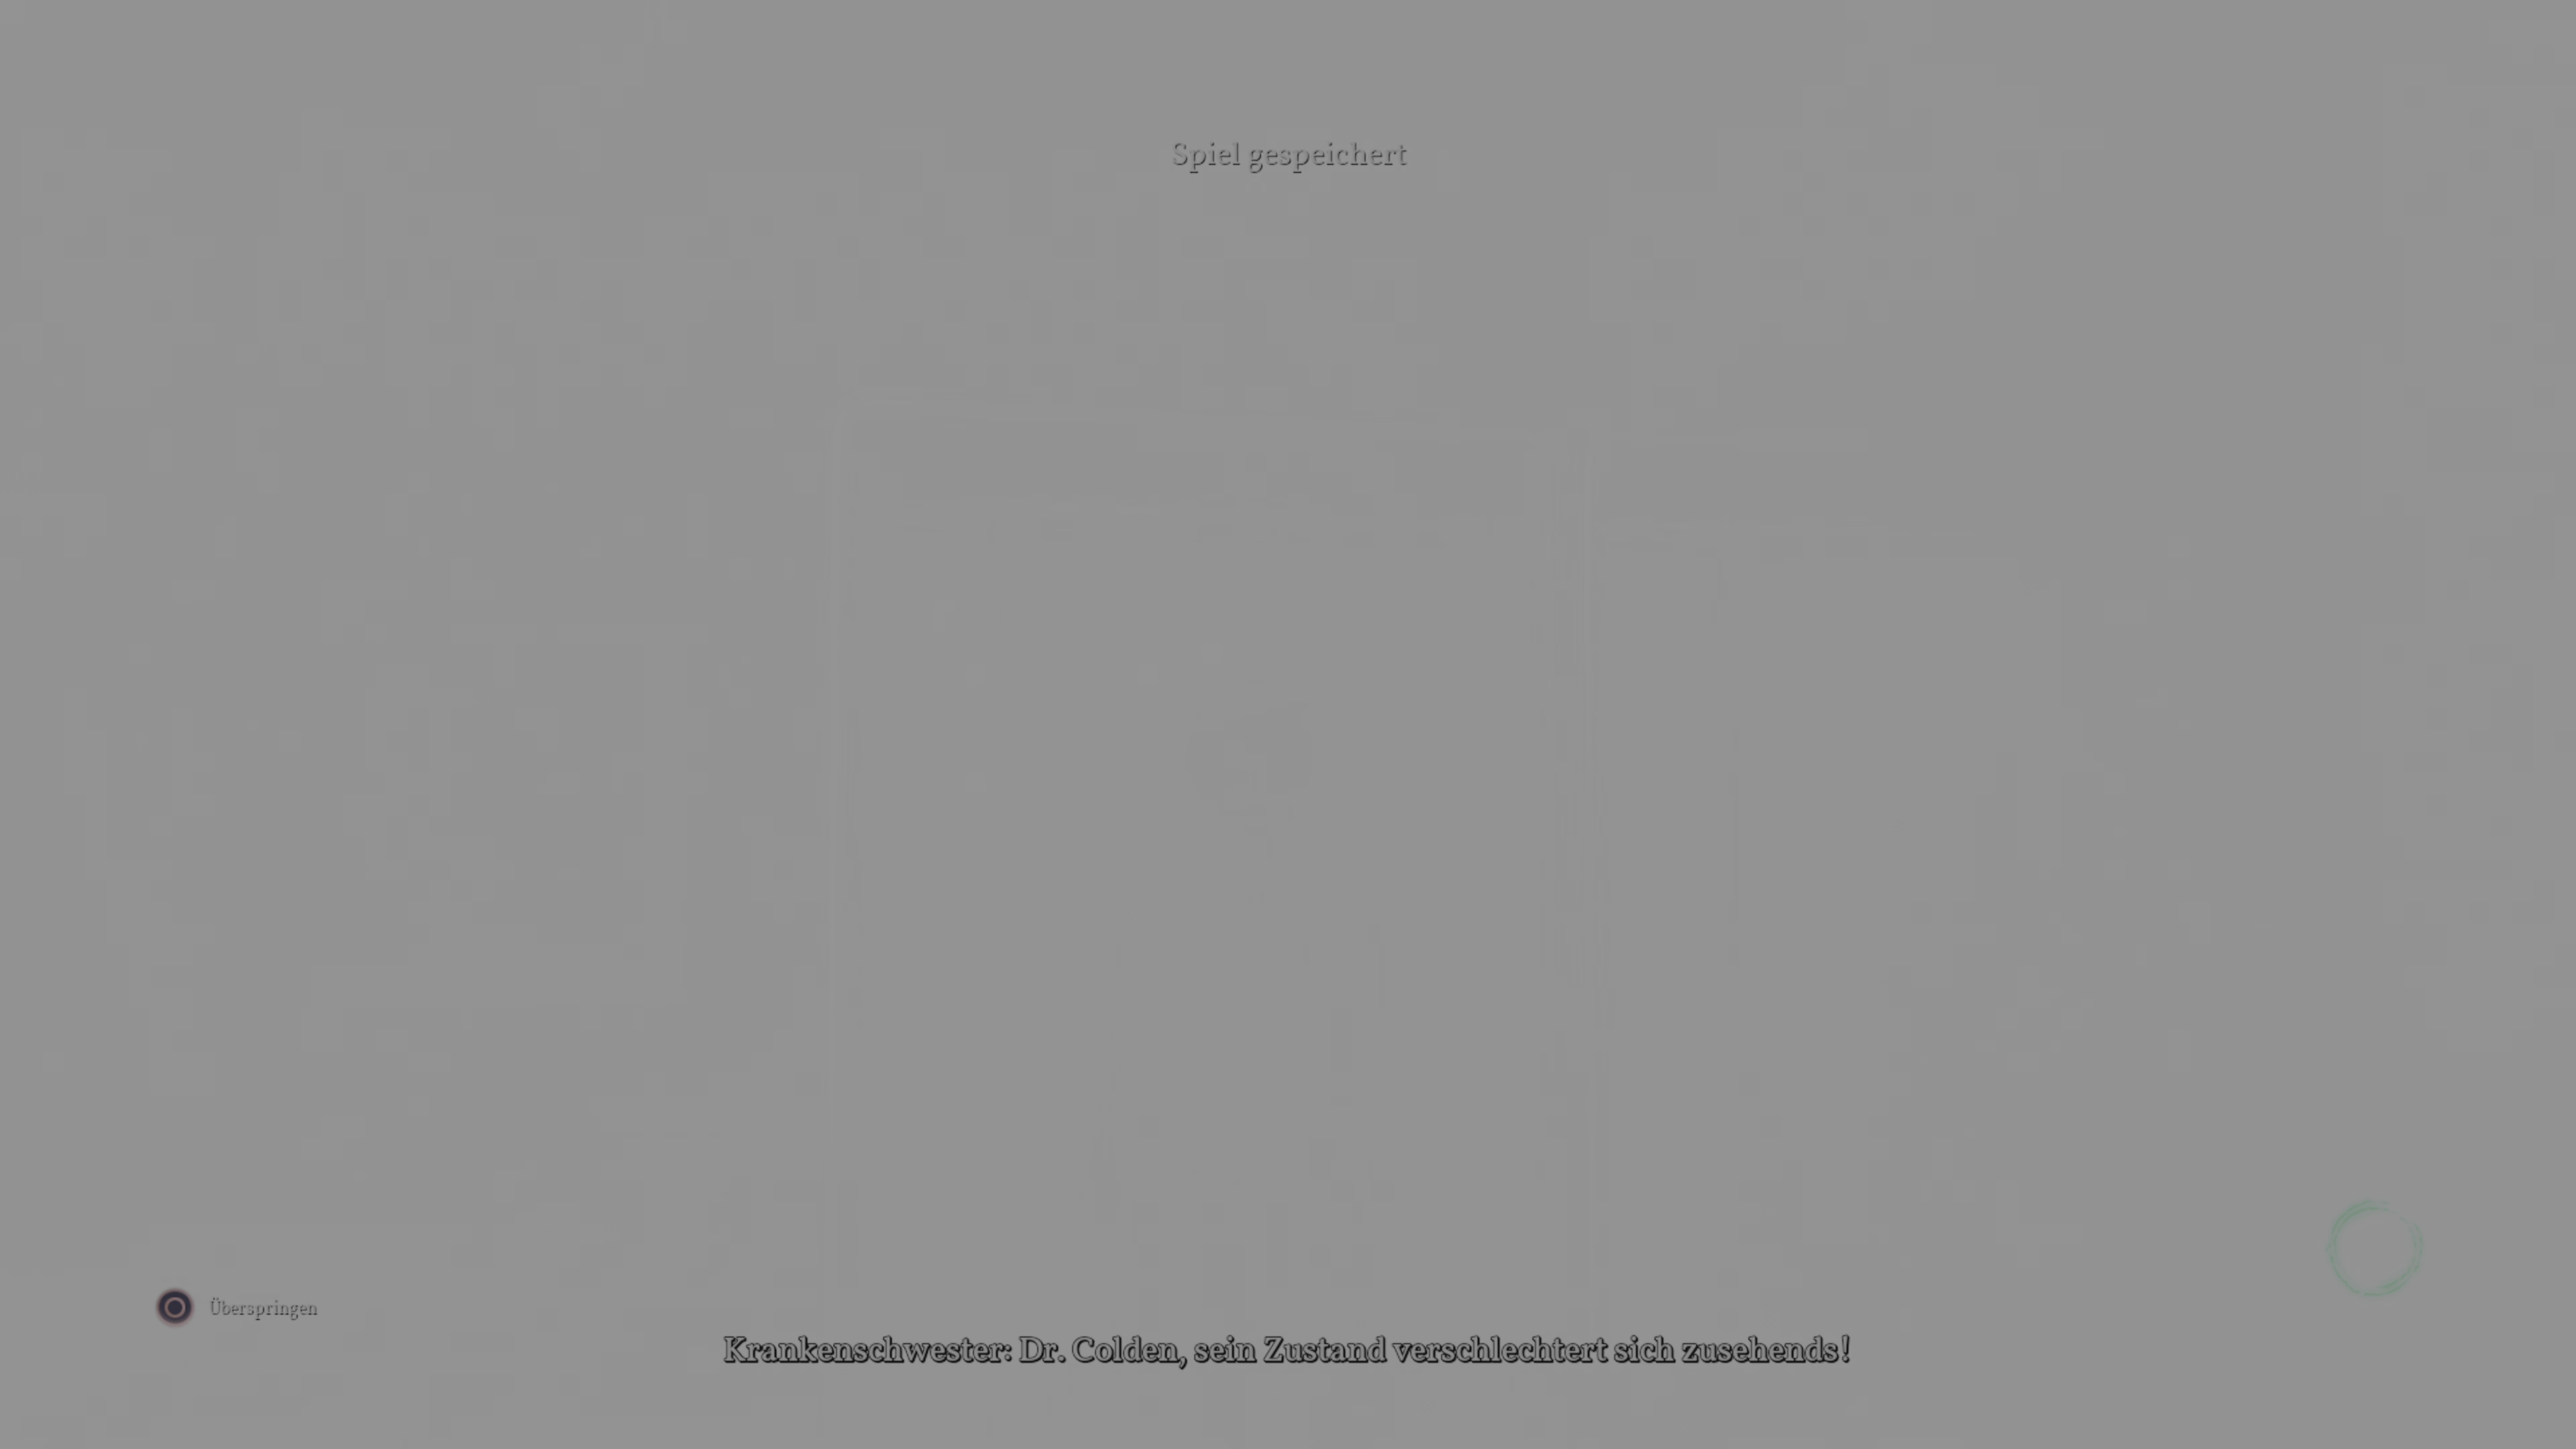 Spiel gespeichert
Überspringen
Krankenschwester: Dr. Colden, sein Zustand verschlechtert sich zusehends!